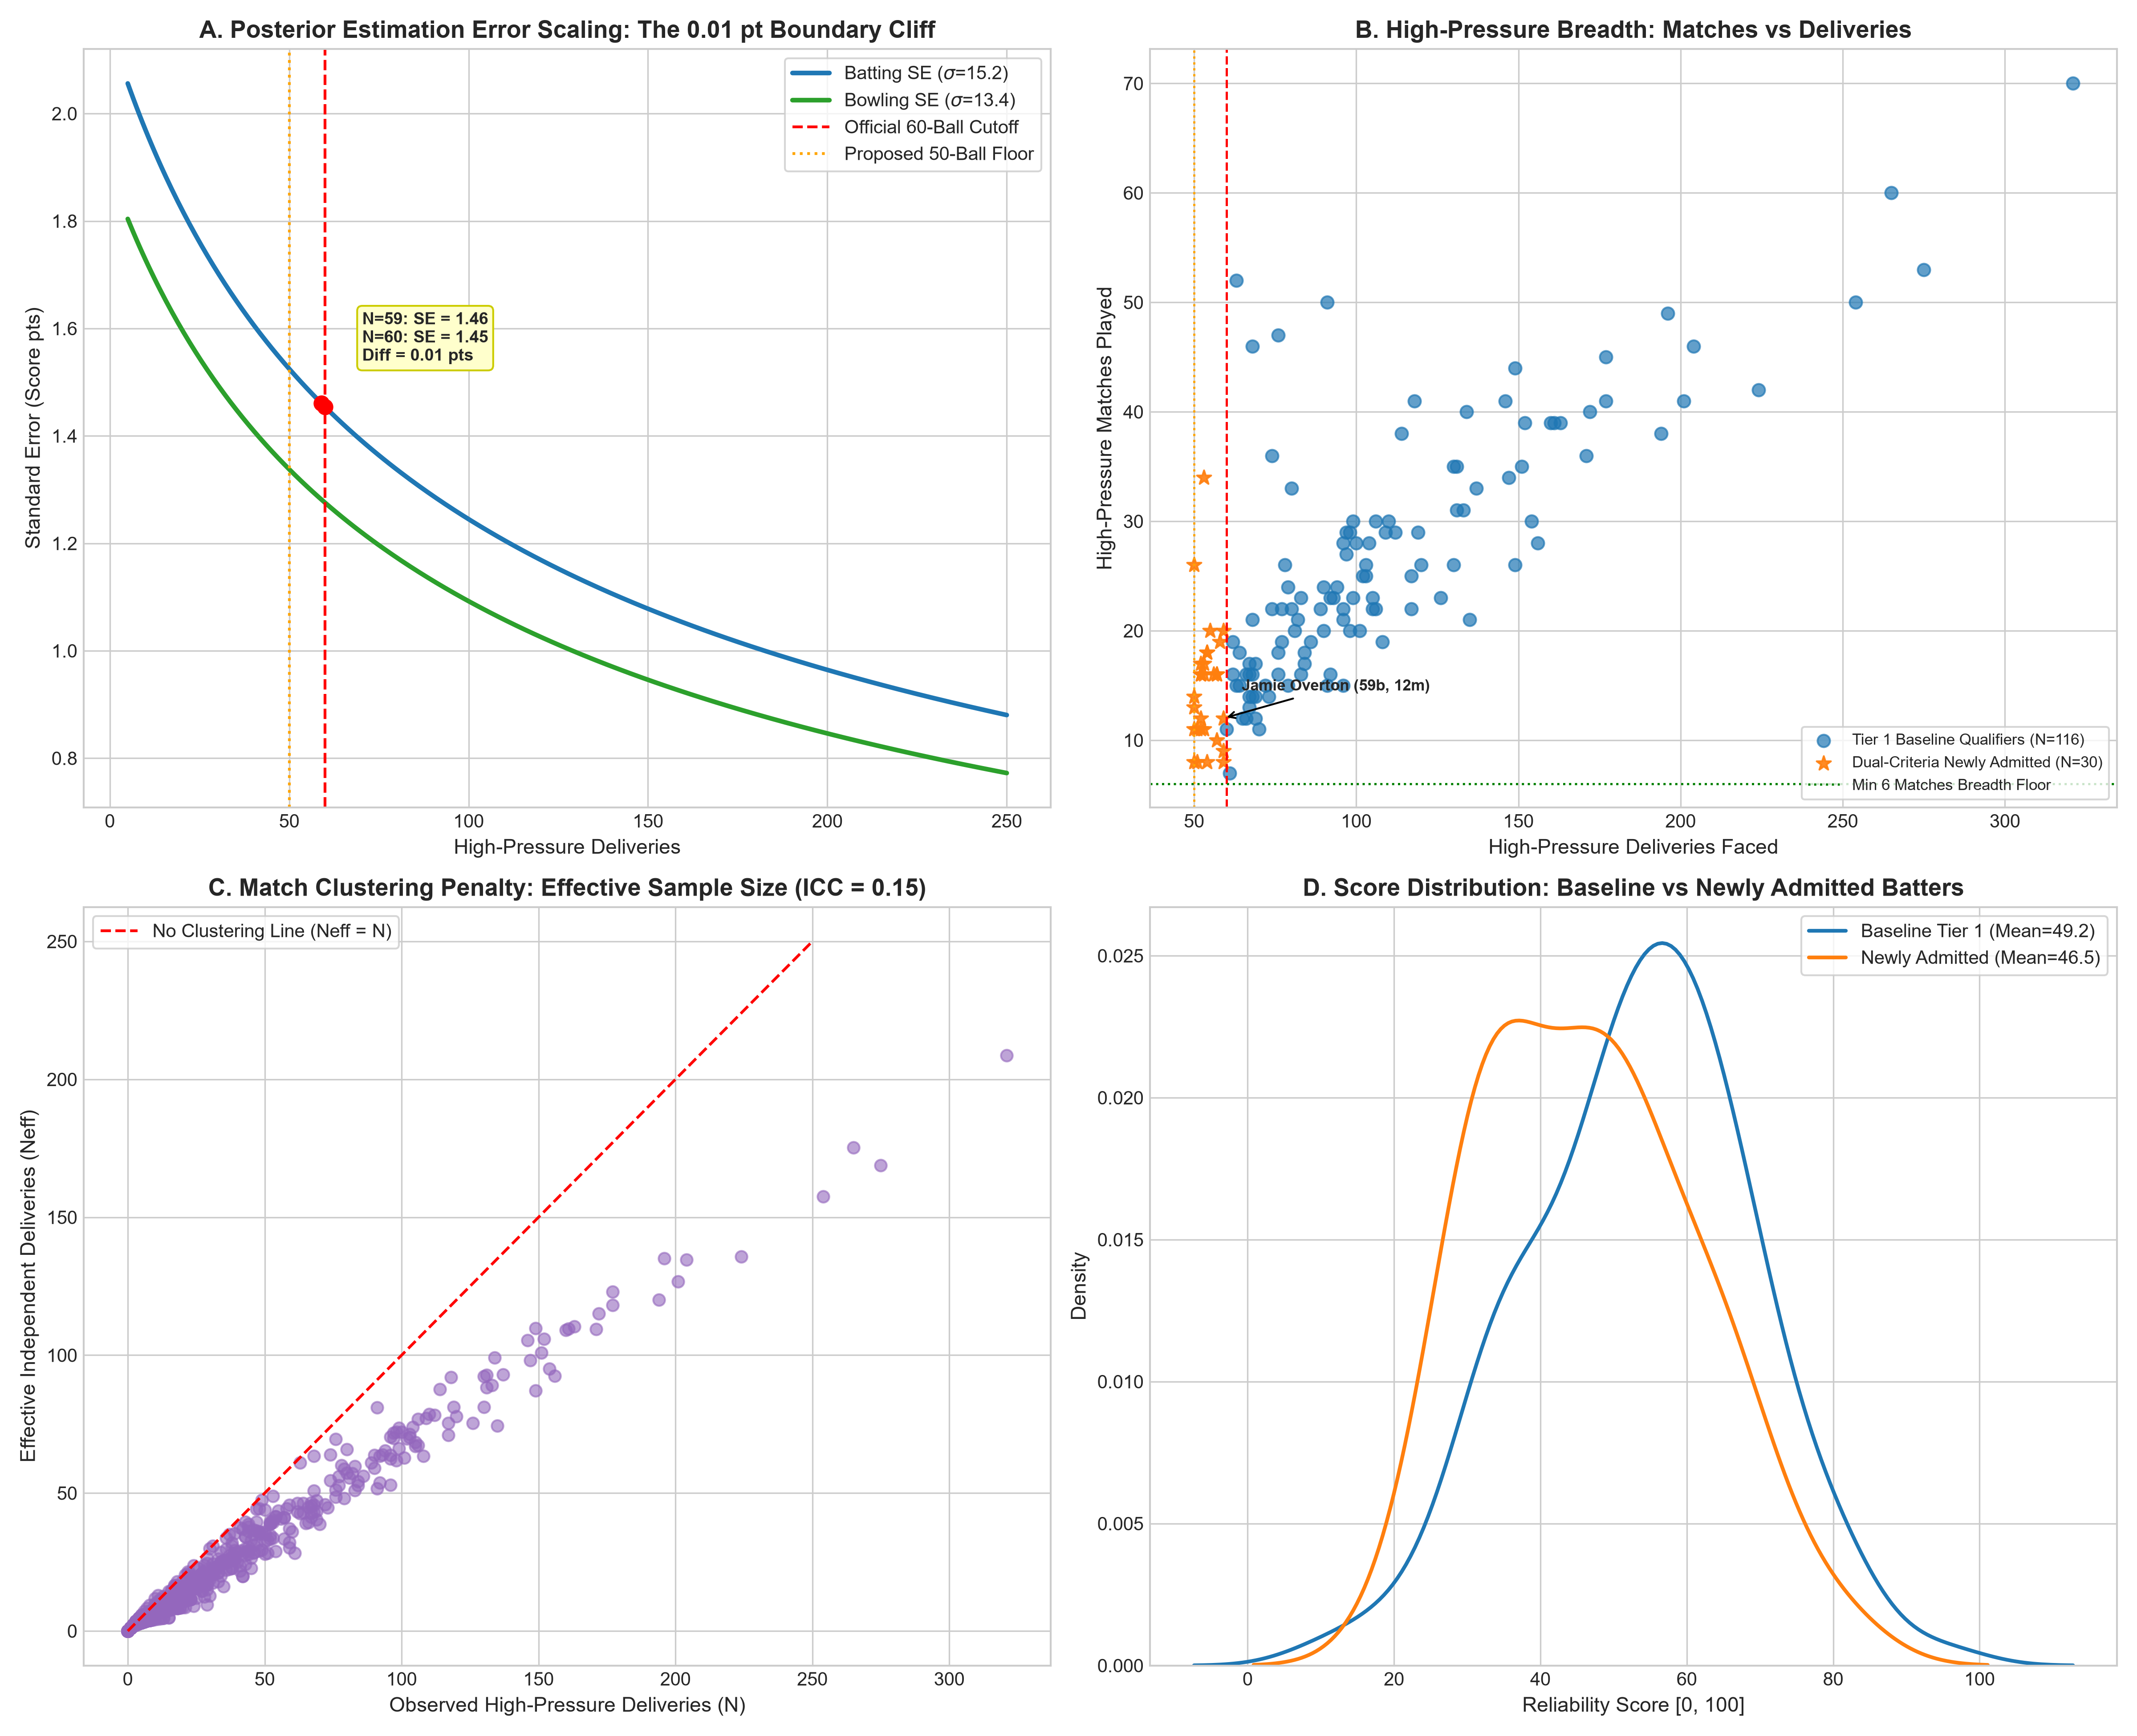 A. Posterior Estimation Error Scaling: The 0.01 pt Boundary Cliff
Standard Error (Score pts)
2.0
1.8
1.6
1.4
1.2
1.0
0.8
Batting SE (σ=15.2)
Bowling SE (σ=13.4)
Official 60-Ball Cutoff
Proposed 50-Ball Floor
N=59: SE = 1.46
N=60: SE = 1.45
Diff = 0.01 pts
0 50 100 150 200 250
High-Pressure Deliveries
B. High-Pressure Breadth: Matches vs Deliveries
High-Pressure Matches Played
70
60
50
40
30
20
10
Jamie Overton (59b, 12m)
Tier 1 Baseline Qualifiers (N=116)
Dual-Criteria Newly Admitted (N=30)
Min 6 Matches Breadth Floor
50 100 150 200 250 300
High-Pressure Deliveries Faced
C. Match Clustering Penalty: Effective Sample Size (ICC = 0.15)
Effective Independent Deliveries (Neff)
No Clustering Line (Neff = N)
250
200
150
100
50
0
0 50 100 150 200 250 300
Observed High-Pressure Deliveries (N)
D. Score Distribution: Baseline vs Newly Admitted Batters
Density
Baseline Tier 1 (Mean=49.2)
Newly Admitted (Mean=46.5)
0.025
0.020
0.015
0.010
0.005
0.000
0 20 40 60 80 100
Reliability Score [0, 100]